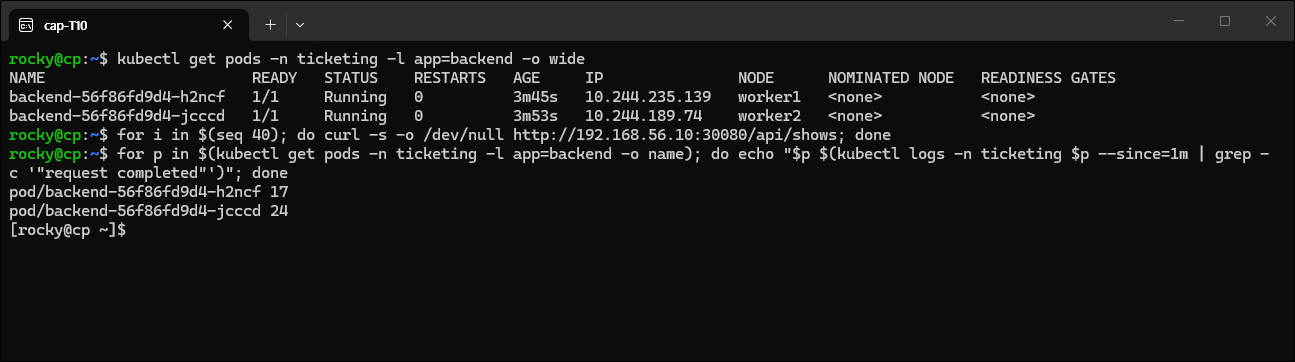 cap-T10
rocky@cp:~$ kubectl get pods -n ticketing -l app=backend -o wide
NAME                       READY   STATUS    RESTARTS   AGE     IP               NODE      NOMINATED NODE   READINESS GATES
backend-56f86fd9d4-h2ncf   1/1     Running   0          3m45s   10.244.235.139   worker1   <none>           <none>
backend-56f86fd9d4-jcccd   1/1     Running   0          3m53s   10.244.189.74    worker2   <none>           <none>
rocky@cp:~$ for i in $(seq 40); do curl -s -o /dev/null http://192.168.56.10:30080/api/shows; done
rocky@cp:~$ for p in $(kubectl get pods -n ticketing -l app=backend -o name); do echo "$p $(kubectl logs -n ticketing $p --since=1m | grep -
c '"request completed"')"; done
pod/backend-56f86fd9d4-h2ncf 17
pod/backend-56f86fd9d4-jcccd 24
[rocky@cp ~]$